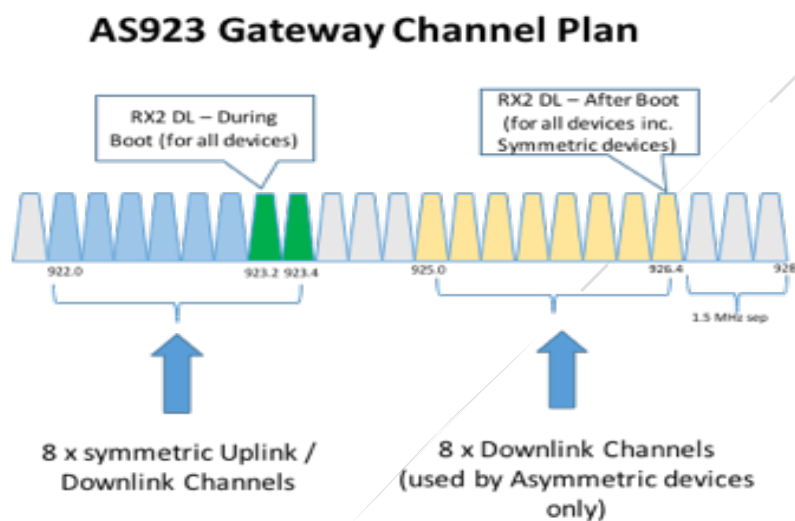 AS923 Gateway Channel Plan
RX2 DL – During
Boot (for all devices)
RX2 DL – After Boot
(for all devices inc.
Symmetric devices)
922.0
923.2 923.4
925.0
926.4
928
1.5 MHz sep
8 x symmetric Uplink /
Downlink Channels
8 x Downlink Channels
(used by Asymmetric devices
only)